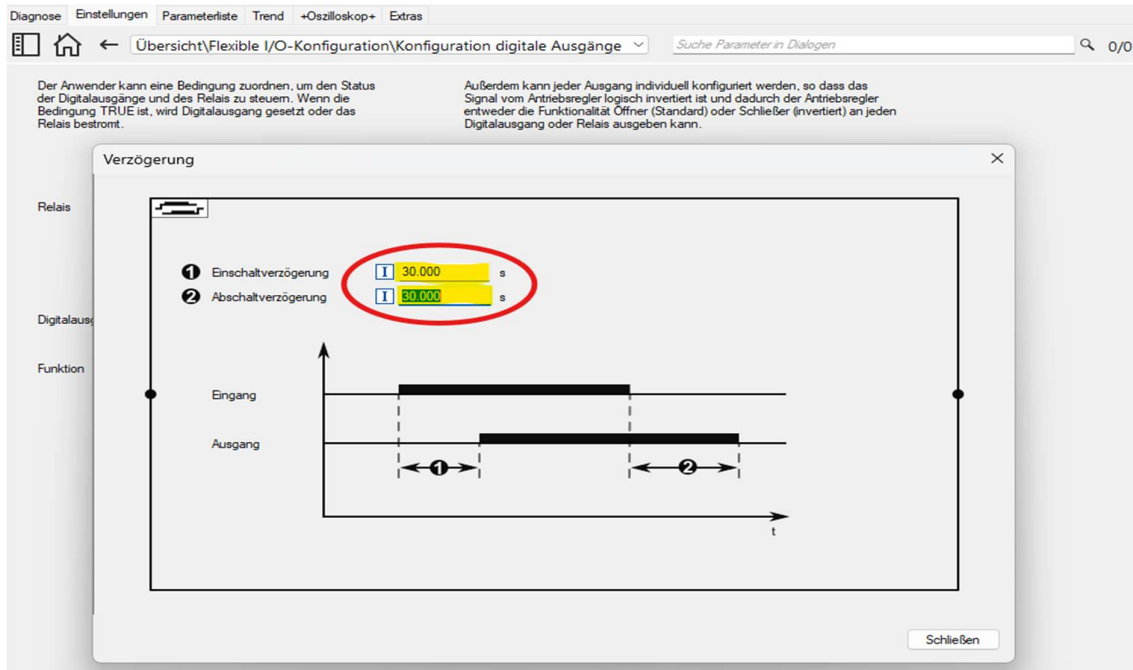 Diagnose Einstellungen Parameterliste Trend +Oszilloskop+ Extras
Übersicht\Flexible I/O-Konfiguration\Konfiguration digitale Ausgänge Suche Parameter in Dialogen 0/0
Der Anwender kann eine Bedingung zuordnen, um den Status
der Digitalausgänge und des Relais zu steuern. Wenn die
Bedingung TRUE ist, wird Digitalausgang gesetzt oder das
Relais bestromt.
Außerdem kann jeder Ausgang individuell konfiguriert werden, so dass das
Signal vom Antriebsregler logisch invertiert ist und dadurch der Antriebsregler
entweder die Funktionalität Öffner (Standard) oder Schließer (invertiert) an jeden
Digitalausgang oder Relais ausgeben kann.
Verzögerung
Relais
1 Einschaltverzögerung I 30.000 s
2 Abschaltverzögerung I 30.000 s
Digitalausg
Funktion
Eingang
Ausgang
1 2
t
Schließen